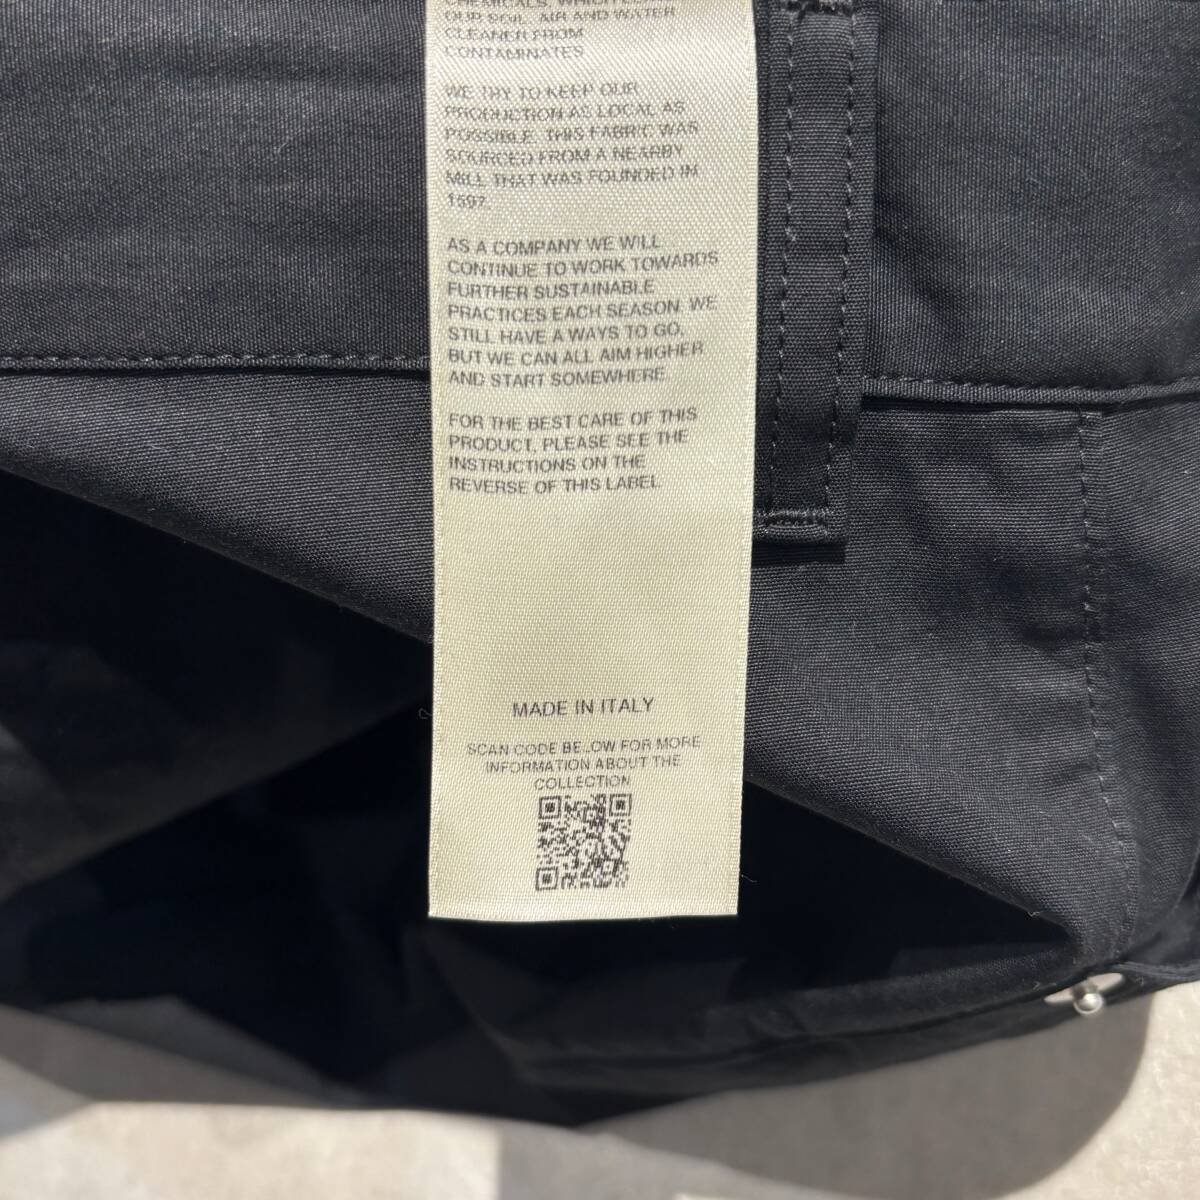 CHEMICALS, WHICH
OUR SOIL, AIR AND WATER
CLEANER FROM
CONTAMINATES
WE TRY TO KEEP OUR
PRODUCTION AS LOCAL AS
POSSIBLE. THIS FABRIC WAS
SOURCED FROM A NEARBY
MILL THAT WAS FOUNDED IN
1597.
AS A COMPANY WE WILL
CONTINUE TO WORK TOWARDS
FURTHER SUSTAINABLE
PRACTICES EACH SEASON. WE
STILL HAVE A WAYS TO GO,
BUT WE CAN ALL AIM HIGHER
AND START SOMEWHERE.
FOR THE BEST CARE OF THIS
PRODUCT, PLEASE SEE THE
INSTRUCTIONS ON THE
REVERSE OF THIS LABEL.
MADE IN ITALY
SCAN CODE BELOW FOR MORE
INFORMATION ABOUT THE
COLLECTION